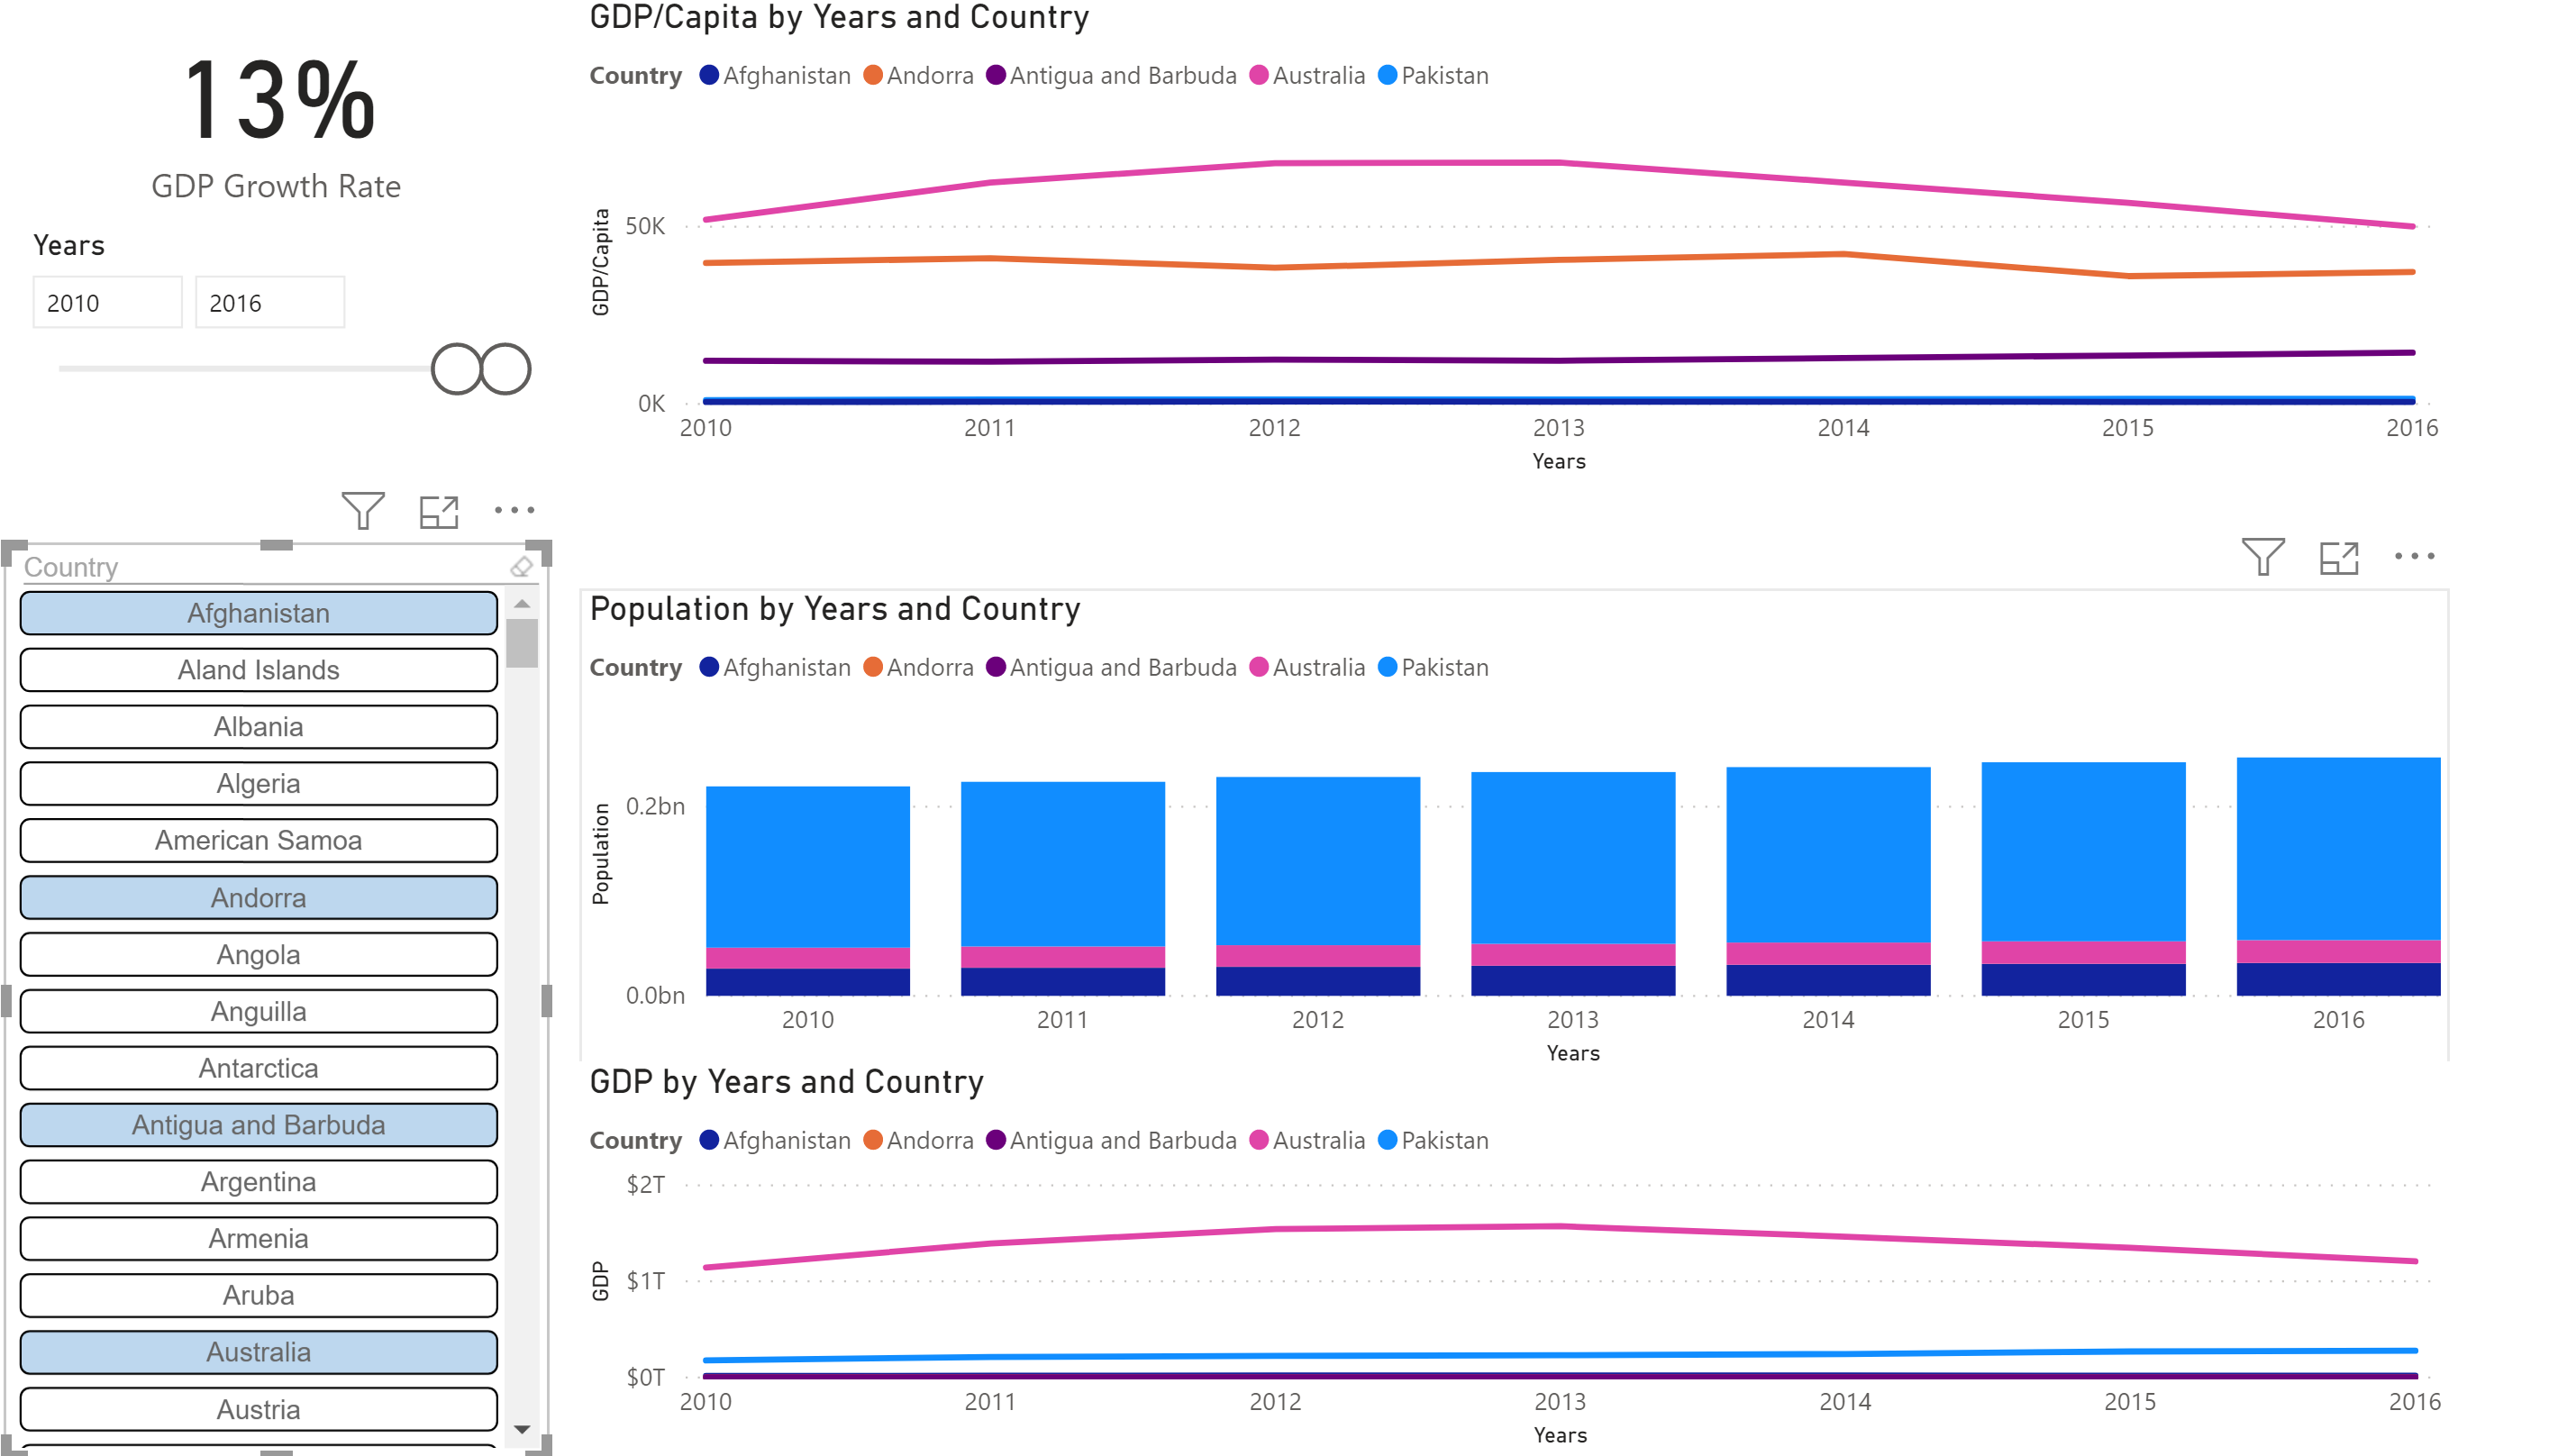 13%
GDP Growth Rate
Years
2010 2016
Country
Afghanistan
Aland Islands
Albania
Algeria
American Samoa
Andorra
Angola
Anguilla
Antarctica
Antigua and Barbuda
Argentina
Armenia
Aruba
Australia
Austria
GDP/Capita by Years and Country
Country Afghanistan Andorra Antigua and Barbuda Australia Pakistan
GDP/Capita
50K
0K
2010 2011 2012 2013 2014 2015 2016
Years
Population by Years and Country
Country Afghanistan Andorra Antigua and Barbuda Australia Pakistan
Population
0.2bn
0.0bn
2010 2011 2012 2013 2014 2015 2016
Years
GDP by Years and Country
Country Afghanistan Andorra Antigua and Barbuda Australia Pakistan
GDP
$2T
$1T
$0T
2010 2011 2012 2013 2014 2015 2016
Years